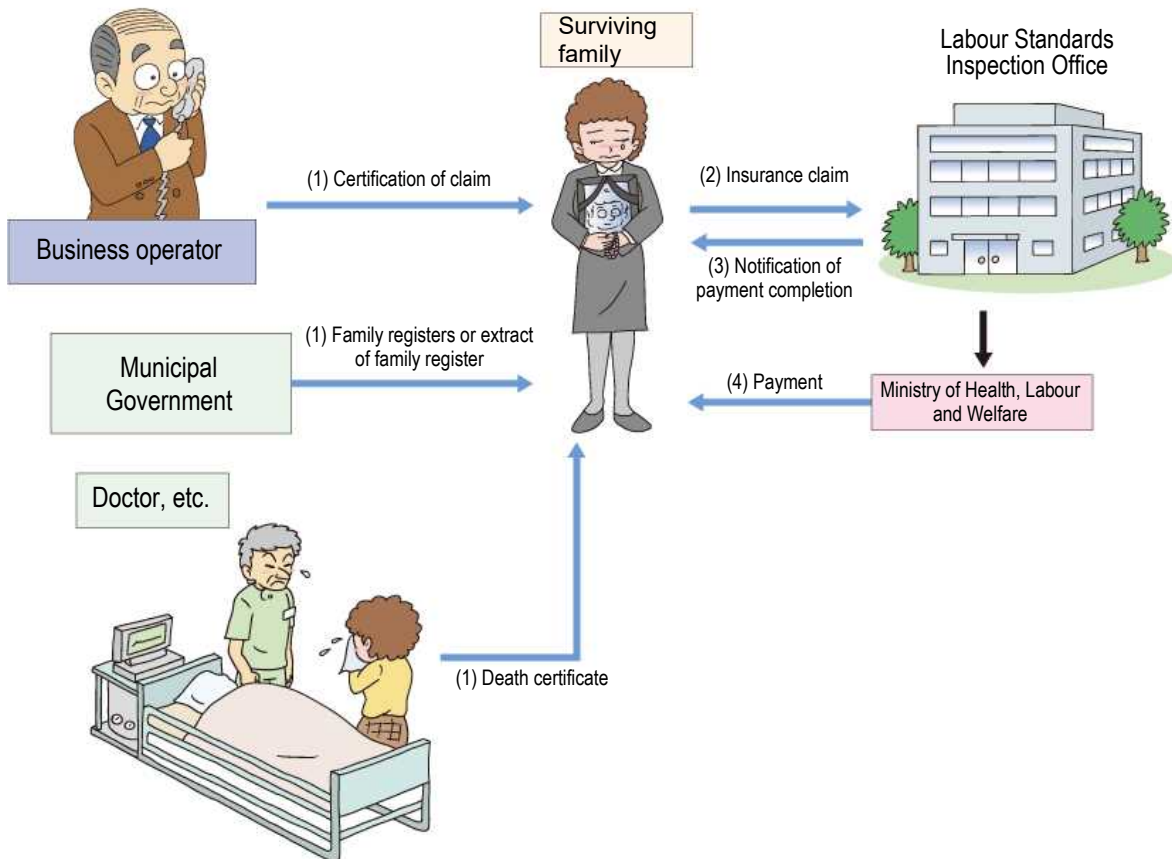 Surviving
family
Labour Standards
Inspection Office
(1) Certification of claim
(2) Insurance claim
Business operator
(3) Notification of
payment completion
(1) Family registers or extract
of family register
Municipal
Government
(4) Payment
Ministry of Health, Labour
and Welfare
Doctor, etc.
(1) Death certificate